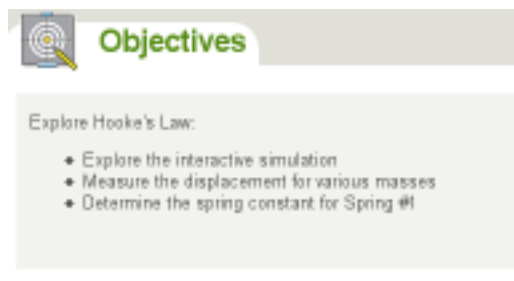 Objectives
Explore Hooke's Law:
Explore the interactive simulation
Measure the displacement for various masses
Determine the spring constant for Spring #1